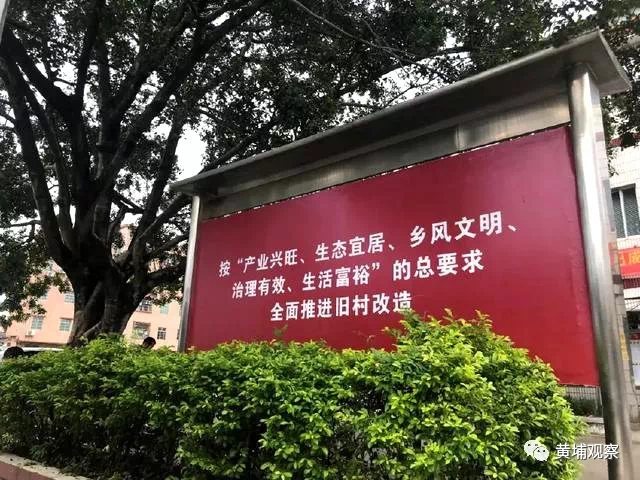 按“产业兴旺、生态宜居、乡风文明、
治理有效、生活富裕”的总要求
全面推进旧村改造
黄埔观察